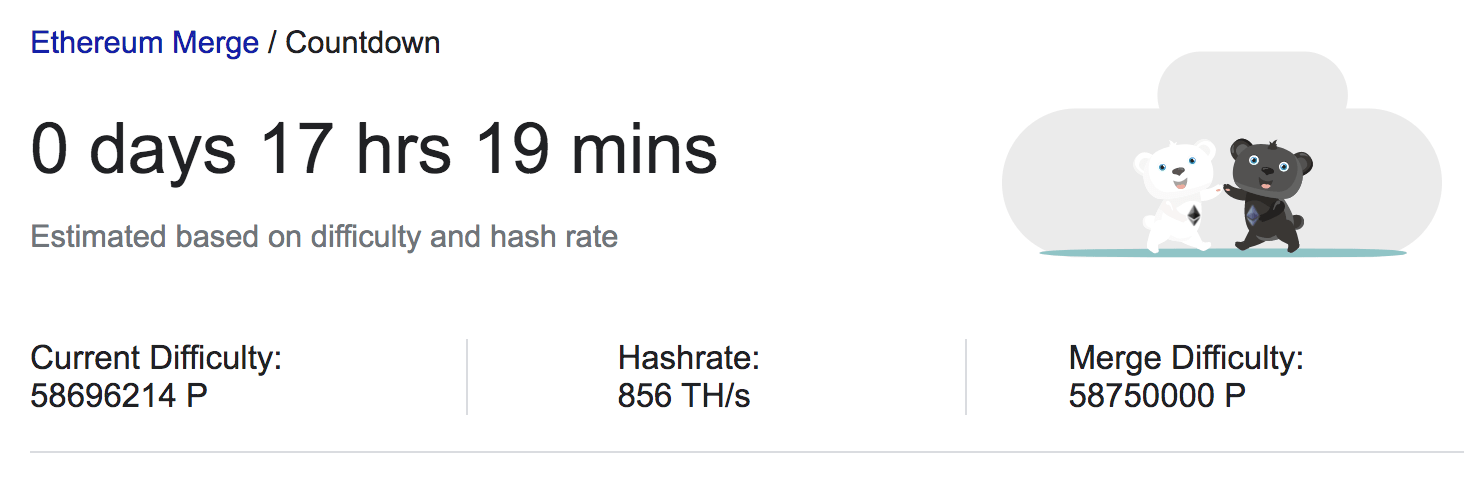 Ethereum Merge / Countdown
0 days 17 hrs 19 mins
Estimated based on difficulty and hash rate
Current Difficulty:
58696214 P
Hashrate:
856 TH/s
Merge Difficulty:
58750000 P